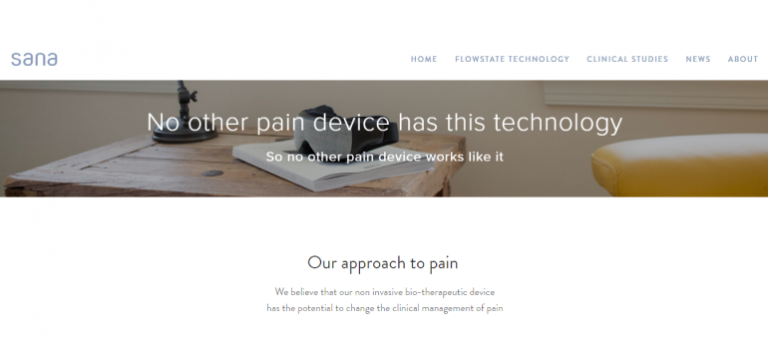 sana
HOME FLOWSTATE TECHNOLOGY CLINICAL STUDIES NEWS ABOUT
No other pain device has this technology
So no other pain device works like it
Our approach to pain
We believe that our non invasive bio-therapeutic device
has the potential to change the clinical management of pain